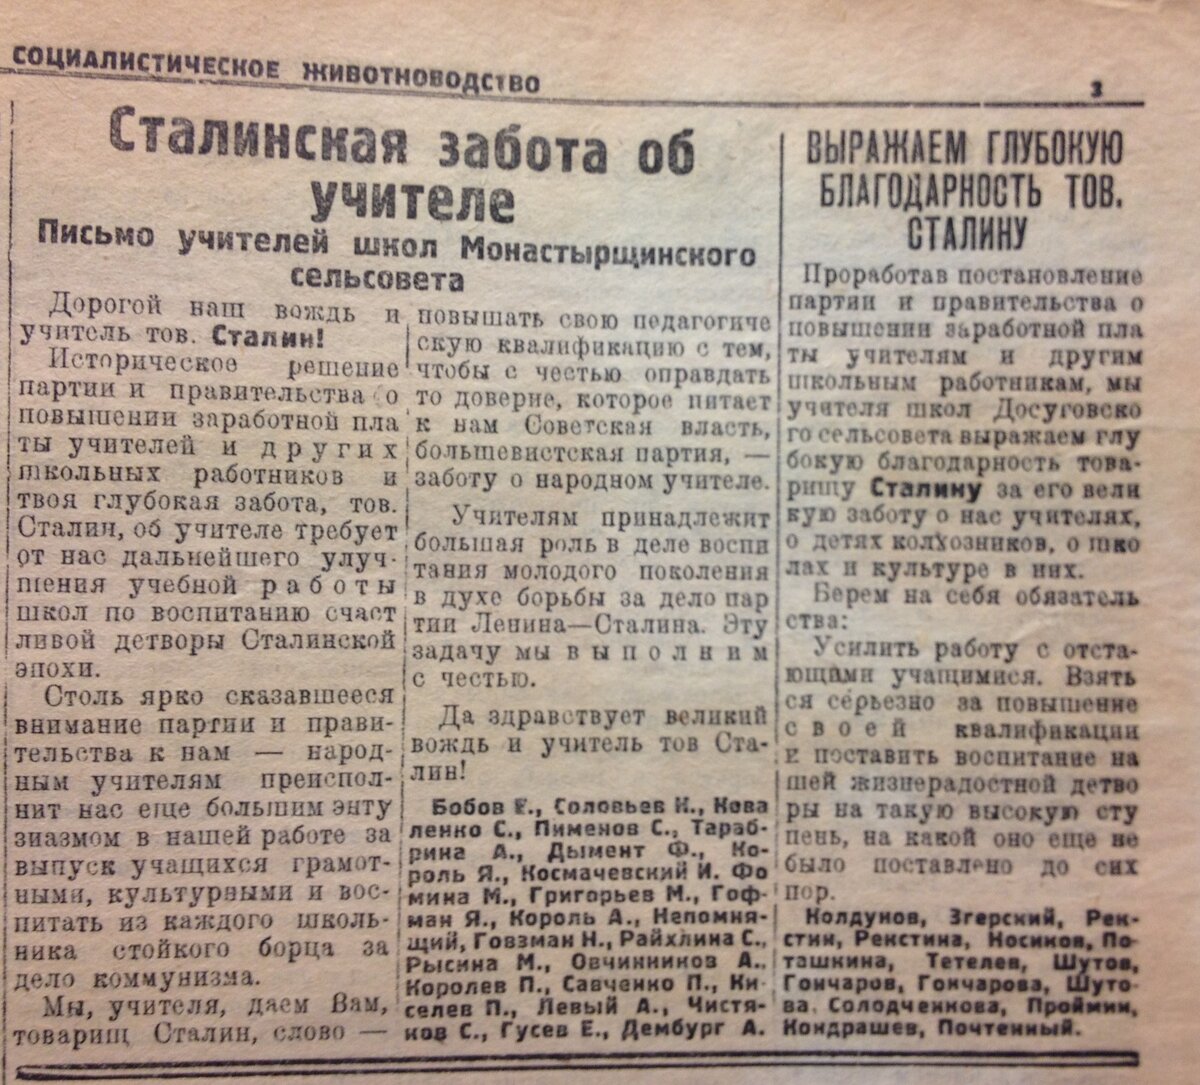 СОЦИАЛИСТИЧЕСКОЕ ЖИВОТНОВОДСТВО
3
Сталинская забота об
учителе
Письмо учителей школ Монастырщинского
сельсовета
Дорогой наш вождь и
учитель тов. Сталин!
Историческое решение
партии и правительства о
повышении заработной пла
ты учителей и других
школьных работников и
твоя глубокая забота, тов.
Сталин, об учителе требует
от нас дальнейшего улуч-
шения учебной работы
школ по воспитанию счаст
ливой детворы Сталинской
эпохи.
Столь ярко сказавшееся
внимание партии и прави-
тельства к нам — народ-
ным учителям преиспол-
нит нас еще большим энту
зиазмом в нашей работе за
выпуск учащихся грамот-
ными, культурными и вос-
питать из каждого школь-
ника стойкого борца за
дело коммунизма.
Мы, учителя, даем Вам,
товарищ Сталин, слово —
повышать свою педагогиче
скую квалификацию с тем,
чтобы с честью оправдать
то доверие, которое питает
к нам Советская власть,
большевистская партия, —
заботу о народном учителе.
Учителям принадлежит
большая роль в деле воспи
тания молодого поколения
в духе борьбы за дело пар
тии Ленина—Сталина. Эту
задачу мы выполним
с честью.
Да здравствует великий
вождь и учитель тов Ста-
лин!
Бобов Е., Соловьев К., Кова
ленко С., Пименов С., Тараб-
рина А., Дымент Ф., Ко-
роль Я., Космачевский И. Фо
мина М., Григорьев М., Гоф-
ман Я., Король А., Непомня-
щий, Говзман Н., Райхлина С.,
Рысина М., Овчинников А.,
Королев П., Савченко П., Ки
селев П., Левый А., Чистя-
ков С., Гусев Е., Дембург А.
ВЫРАЖАЕМ ГЛУБОКУЮ
БЛАГОДАРНОСТЬ ТОВ.
СТАЛИНУ
Проработав постановление
партии и правительства о
повышении заработной пла
ты учителям и другим
школьным работникам, мы
учителя школ Досуговско
го сельсовета выражаем глу
бокую благодарность това-
рищу Сталину за его вели
кую заботу о нас учителях,
о детях колхозников, о шко
лах и культуре в них.
Берем на себя обязатель
ства:
Усилить работу с отста-
ющими учащимися. Взять
ся серьезно за повышение
своей квалификации
и поставить воспитание на
шей жизнерадостной детво
ры на такую высокую сту
пень, на какой оно еще не
было поставлено до сих
пор.
Колдунов, Згерский, Рек-
стин, Рекстина, Носиков, По-
ташкина, Тетелев, Шутов,
Гончаров, Гончарова, Шуто-
ва, Солодченкова, Проймин,
Кондрашев, Почтенный.